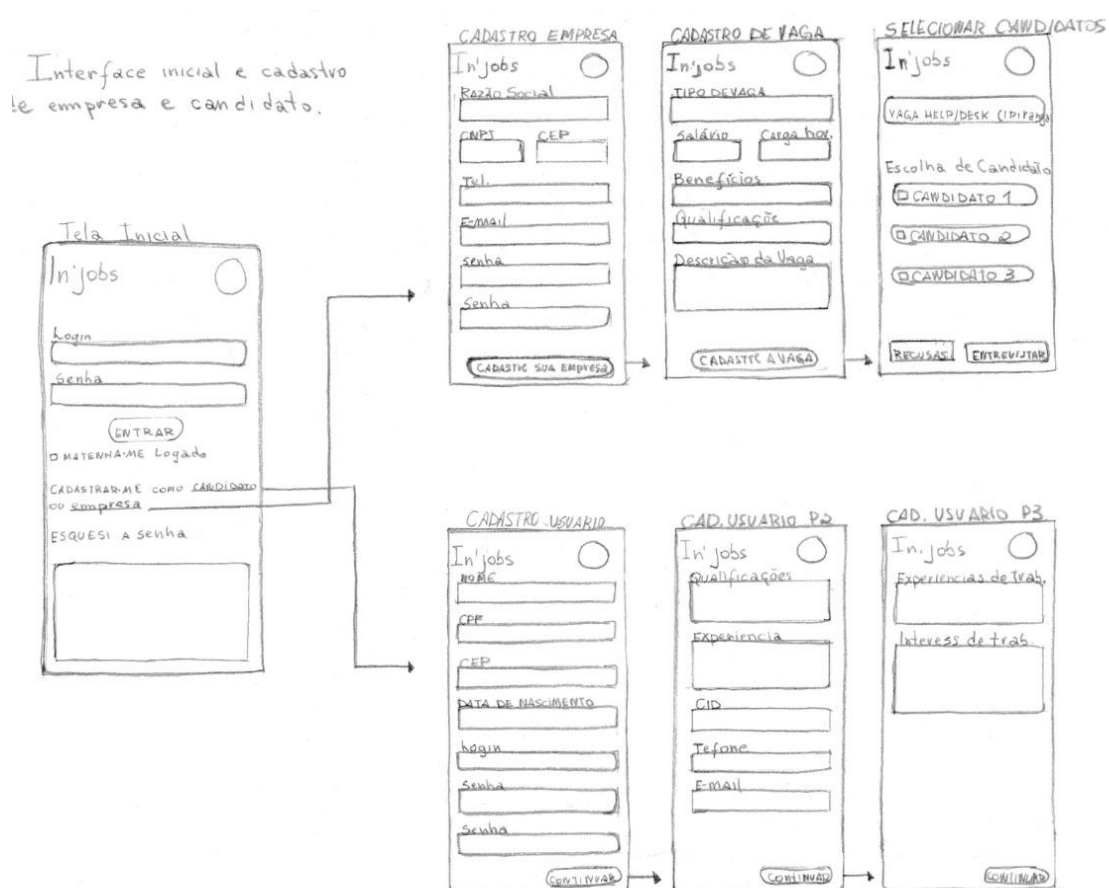 Interface inicial e cadastro
de empresa e candidato.
Tela Inicial
In'jobs
Login
Senha
ENTRAR
MATENHA-ME Logado
CADASTRAR-ME como CANDIDATO
ou empresa
ESQUESI A senha
CADASTRO EMPRESA
In'jobs
Razão Social
CNPJ CEP
Tel.
E-mail
senha
Senha
CADASTRE SUA EMPRESA
CADASTRO DE VAGA
In'jobs
TIPO DE VAGA
Salário Carga hor.
Benefícios
Qualificaçõe
Descrição da Vaga
CADASTRE A VAGA
SELECIONAR CANDIDATOS
In'jobs
VAGA HELP/DESK (IPIRANGA
Escolha de Candidato
CANDIDATO 1
CANDIDATO 2
CANDIDATO 3
RECUSAS ENTREVISTAR
CADASTRO USUARIO
In'jobs
NOME
CPF
CEP
DATA DE NASCIMENTO
Login
Senha
Senha
CONTINUAR
CAD. USUARIO P2
In'jobs
Qualificações
Experiencia
CID
Tefone
E-MAIL
CONTINUAR
CAD. USUARIO P3
In.jobs
Experiencias de trab.
Interess de trab.
CONTINUAR